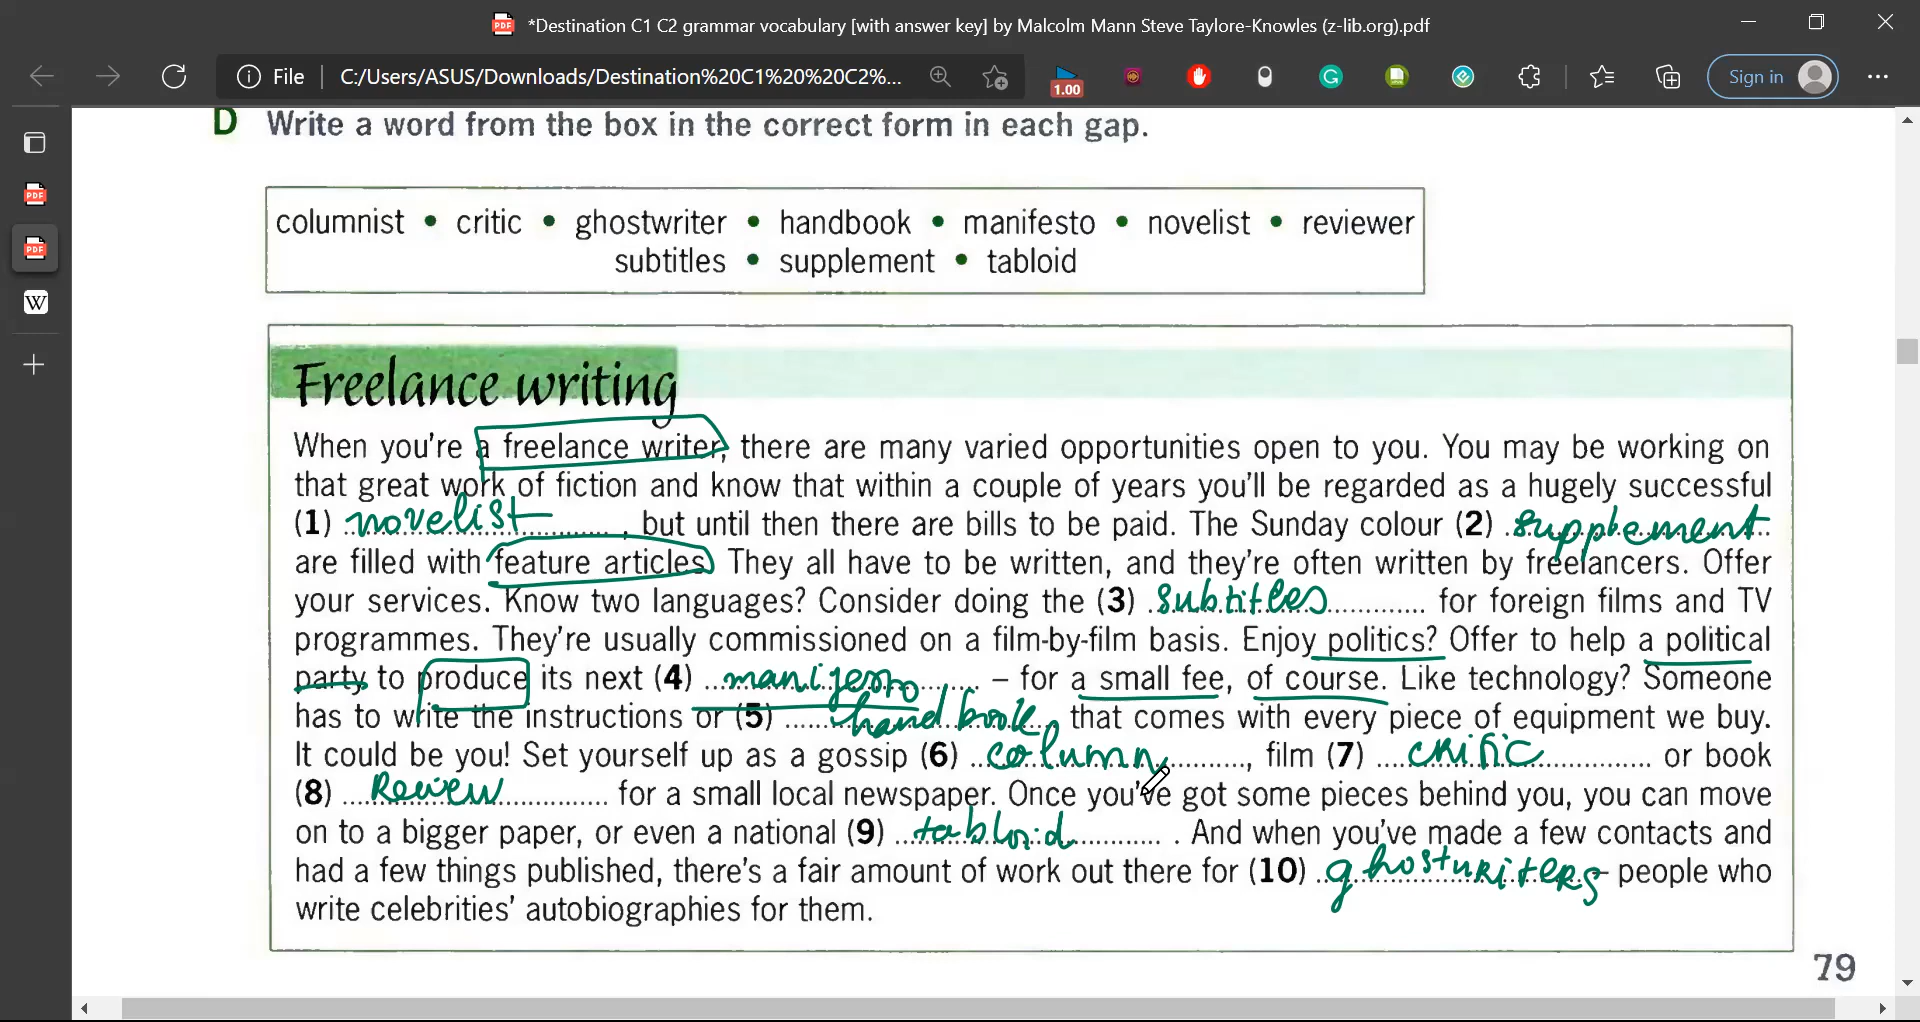 *Destination C1 C2 grammar vocabulary [with answer key] by Malcolm Mann Steve Taylore-Knowles (z-lib.org).pdf
File C:/Users/ASUS/Downloads/Destination%20C1%20%20C2%... 1.00 Sign in
D Write a word from the box in the correct form in each gap.
columnist • critic • ghostwriter • handbook • manifesto • novelist • reviewer
subtitles • supplement • tabloid
Freelance writing
When you're a freelance writer, there are many varied opportunities open to you. You may be working on
that great work of fiction and know that within a couple of years you'll be regarded as a hugely successful
(1) novelist, but until then there are bills to be paid. The Sunday colour (2) supplement
are filled with feature articles. They all have to be written, and they're often written by freelancers. Offer
your services. Know two languages? Consider doing the (3) subtitles for foreign films and TV
programmes. They're usually commissioned on a film-by-film basis. Enjoy politics? Offer to help a political
party to produce its next (4) manifesto – for a small fee, of course. Like technology? Someone
has to write the instructions or (5) handbook that comes with every piece of equipment we buy.
It could be you! Set yourself up as a gossip (6) column, film (7) critic or book
(8) Reviewer for a small local newspaper. Once you've got some pieces behind you, you can move
on to a bigger paper, or even a national (9) tabloid. And when you've made a few contacts and
had a few things published, there's a fair amount of work out there for (10) ghostwriters – people who
write celebrities' autobiographies for them.
79